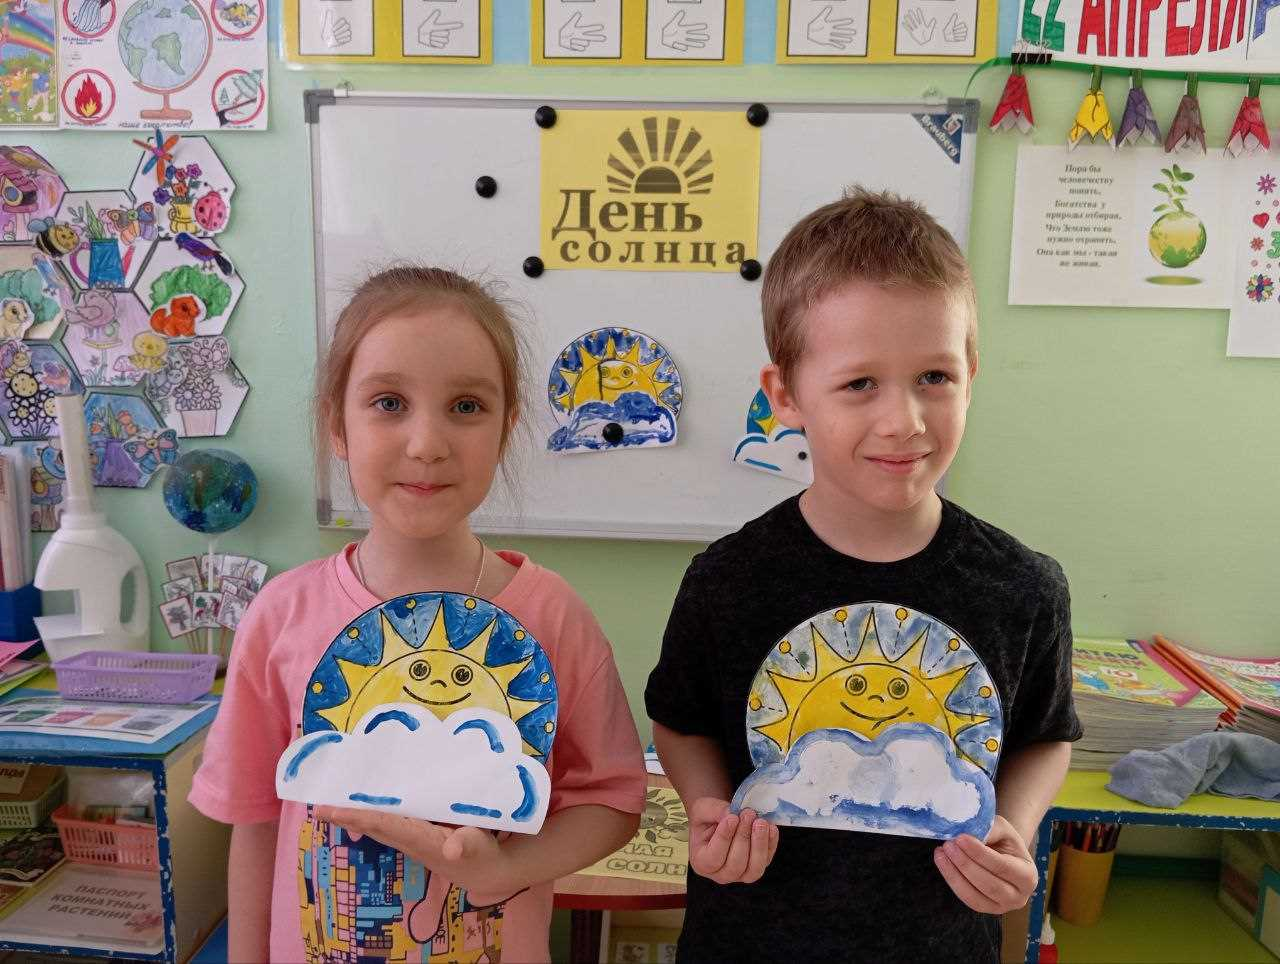 22 АПРЕЛЯ
Brauberg
День
солнца
Пора бы
человечеству
понять,
Богатства у
природы отбирая,
Что Землю тоже
нужно охранять,
Она как мы - такая
же живая.
ПАСПОРТ
КОМНАТНЫХ
РАСТЕНИЙ